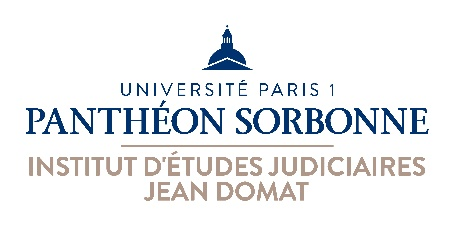 UNIVERSITÉ PARIS 1
PANTHÉON SORBONNE
INSTITUT D'ÉTUDES JUDICIAIRES
JEAN DOMAT